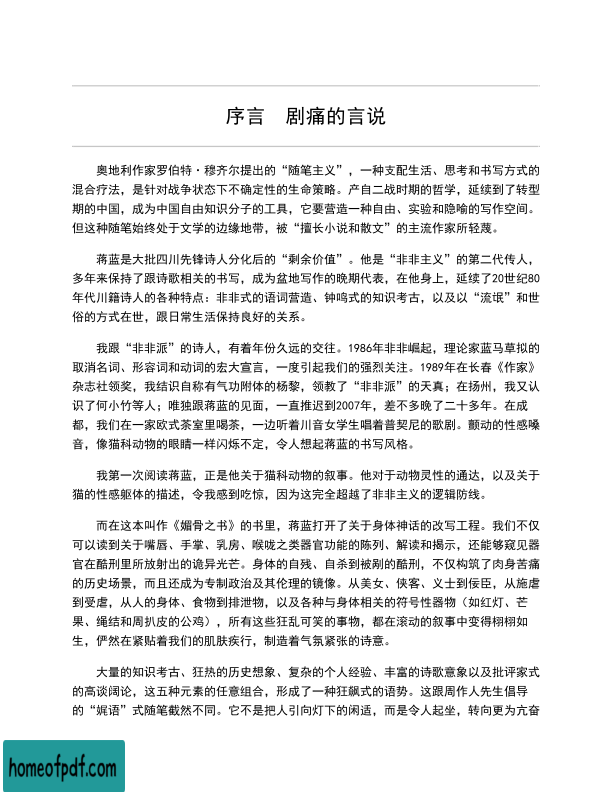 序言　剧痛的言说
奥地利作家罗伯特·穆齐尔提出的“随笔主义”，一种支配生活、思考和书写方式的
混合疗法，是针对战争状态下不确定性的生命策略。产自二战时期的哲学，延续到了转型
期的中国，成为中国自由知识分子的工具，它要营造一种自由、实验和隐喻的写作空间。
但这种随笔始终处于文学的边缘地带，被“擅长小说和散文”的主流作家所轻蔑。
蒋蓝是大批四川先锋诗人分化后的“剩余价值”。他是“非非主义”的第二代传人，
多年来保持了跟诗歌相关的书写，成为盆地写作的晚期代表，在他身上，延续了20世纪80
年代川籍诗人的各种特点：非非式的语词营造、钟鸣式的知识考古，以及以“流氓”和世
俗的方式在世，跟日常生活保持良好的关系。
我跟“非非派”的诗人，有着年份久远的交往。1986年非非崛起，理论家蓝马草拟的
取消名词、形容词和动词的宏大宣言，一度引起我们的强烈关注。1989年在长春《作家》
杂志社领奖，我结识自称有气功附体的杨黎，领教了“非非派”的天真；在扬州，我又认
识了何小竹等人；唯独跟蒋蓝的见面，一直推迟到2007年，差不多晚了二十多年。在成
都，我们在一家欧式茶室里喝茶，一边听着川音女学生唱着普契尼的歌剧。颤动的性感嗓
音，像猫科动物的眼睛一样闪烁不定，令人想起蒋蓝的书写风格。
我第一次阅读蒋蓝，正是他关于猫科动物的叙事。他对于动物灵性的通达，以及关于
猫的性感躯体的描述，令我感到吃惊，因为这完全超越了非非主义的逻辑防线。
而在这本叫作《媚骨之书》的书里，蒋蓝打开了关于身体神话的改写工程。我们不仅
可以读到关于嘴唇、手掌、乳房、喉咙之类器官功能的陈列、解读和揭示，还能够窥见器
官在酷刑里所放射出的诡异光芒。身体的自残、自杀到被剐的酷刑，不仅构筑了肉身苦痛
的历史场景，而且还成为专制政治及其伦理的镜像。从美女、侠客、义士到佞臣，从施虐
到受虐，从人的身体、食物到排泄物，以及各种与身体相关的符号性器物（如红灯、芒
果、绳结和周扒皮的公鸡），所有这些狂乱可笑的事物，都在滚动的叙事中变得栩栩如
生，俨然在紧贴着我们的肌肤疾行，制造着气氛紧张的诗意。
大量的知识考古、狂热的历史想象、复杂的个人经验、丰富的诗歌意象以及批评家式
的高谈阔论，这五种元素的任意组合，形成了一种狂飙式的语势。这跟周作人先生倡导
的“娓语”式随笔截然不同。它不是把人引向灯下的闲适，而是令人起坐，转向更为亢奋
homeofpdf.com